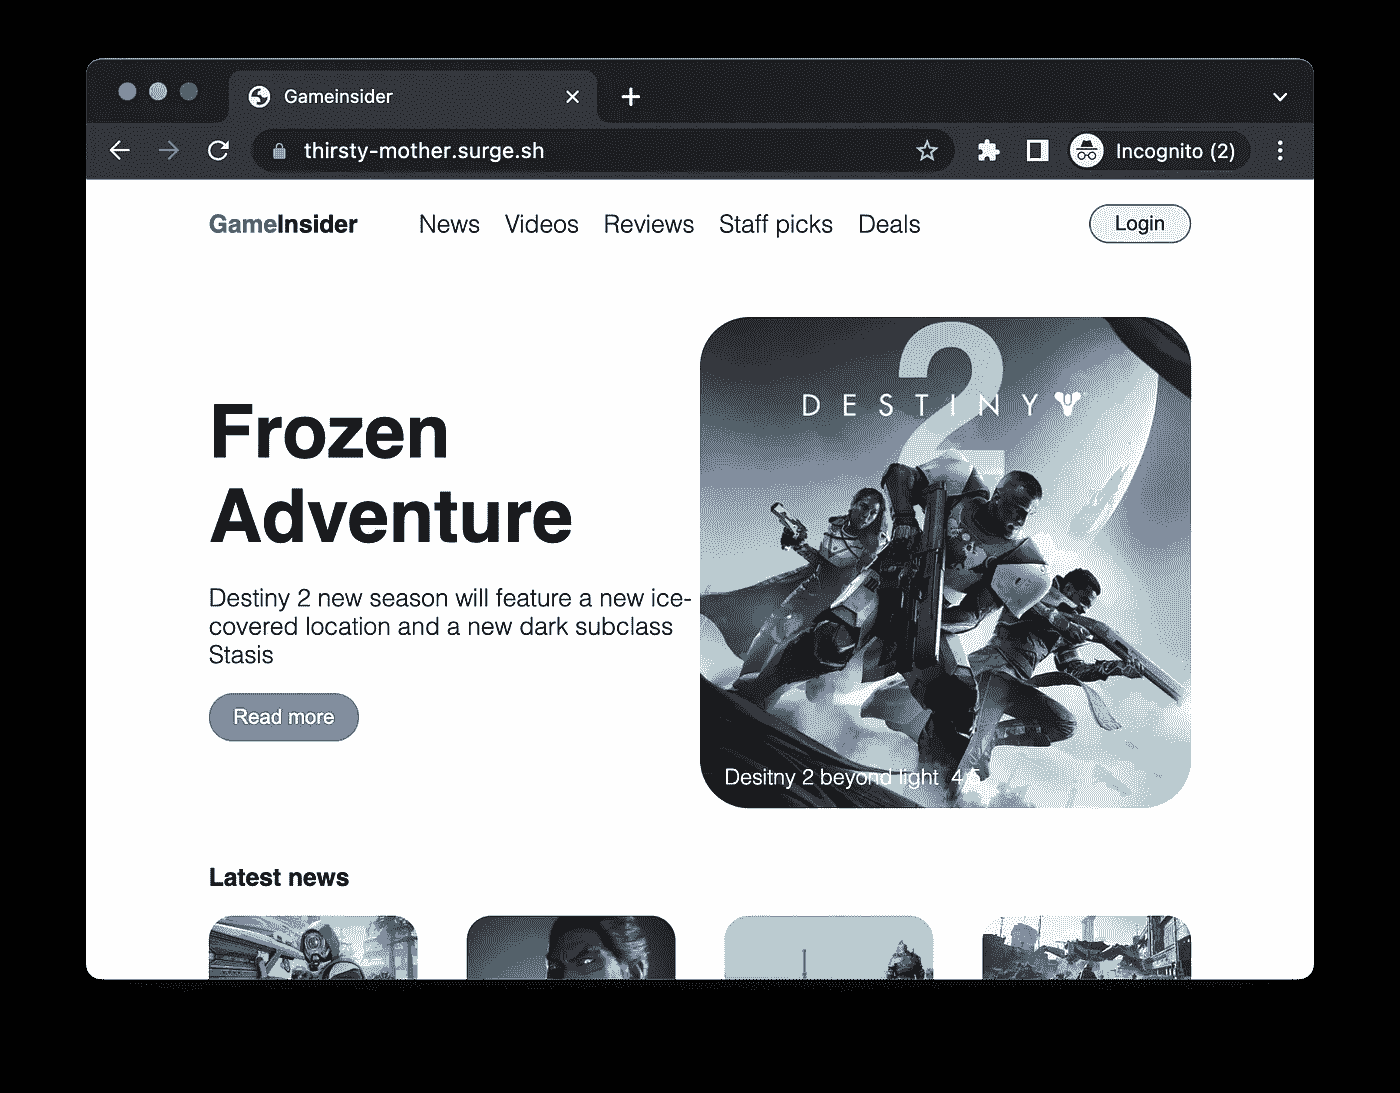 Gameinsider
thirsty-mother.surge.sh
Incognito (2)
GameInsider News Videos Reviews Staff picks Deals Login
2
DESTINY
Frozen
Adventure
Destiny 2 new season will feature a new ice-
covered location and a new dark subclass
Stasis
Read more
Desitny 2 beyond light 4.5
Latest news